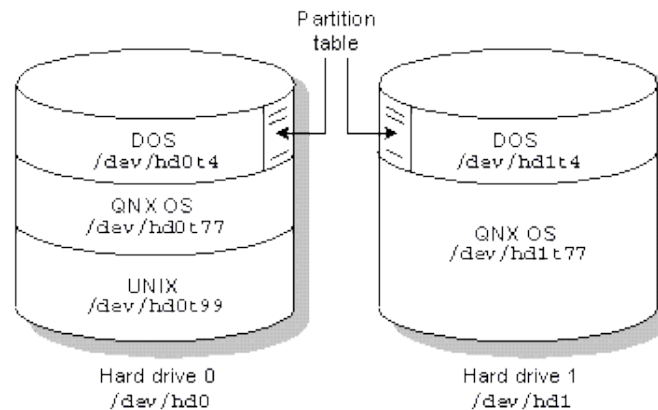 Partition
table
DOS
/dev/hd0t4
QNX OS
/dev/hd0t77
UNIX
/dev/hd0t99
Hard drive 0
/dev/hd0
DOS
/dev/hd1t4
QNX OS
/dev/hd1t77
Hard drive 1
/dev/hd1